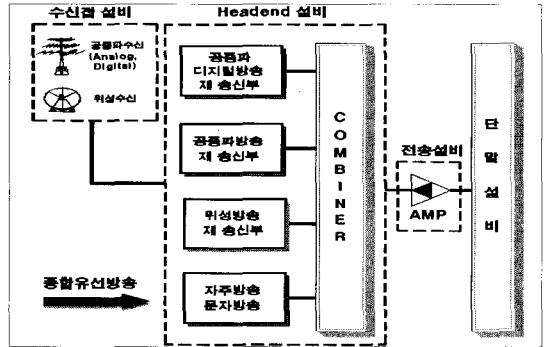 수신점 설비
공중파수신
(Analog,
Digital)
위성수신
Headend 설비
공중파
디지털방송
재 송신부
공중파방송
재 송신부
위성방송
재 송신부
자주방송
문자방송
COMBINER
종합유선방송
전송설비
AMP
단말설비